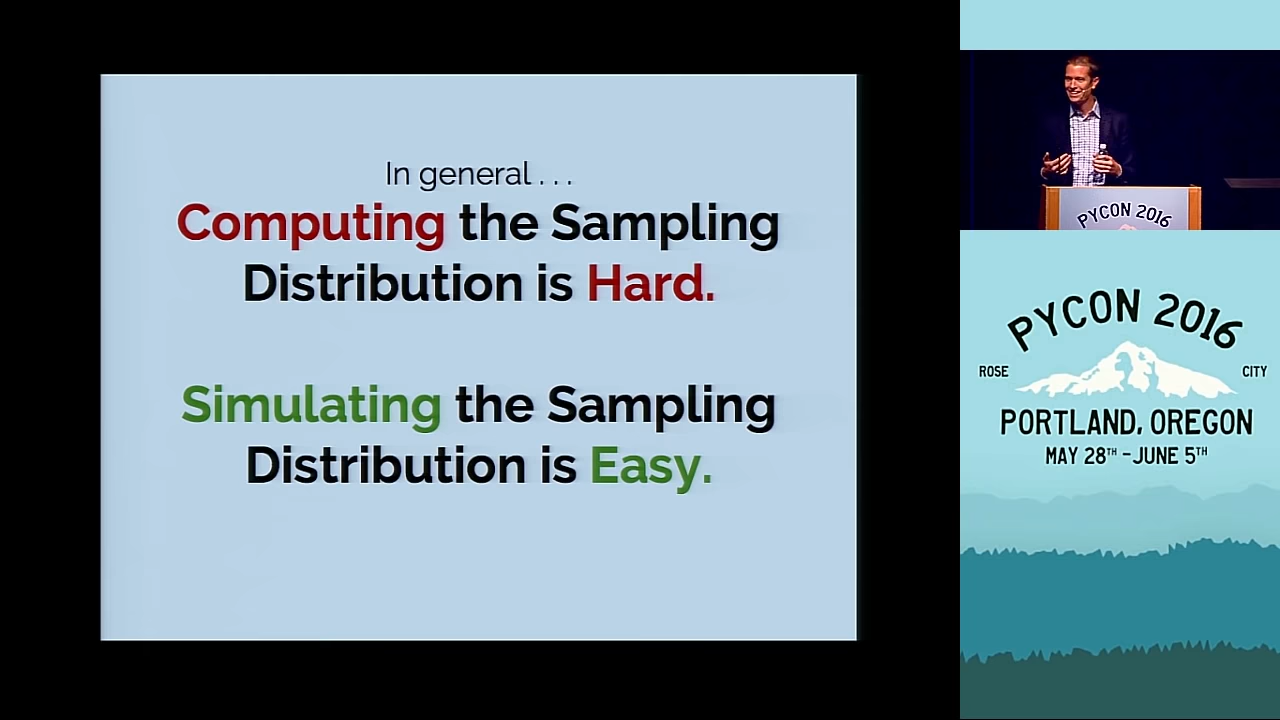 In general . . .
Computing the Sampling
Distribution is Hard.
Simulating the Sampling
Distribution is Easy.
PYCON 2016
PYCON 2016
ROSE
CITY
PORTLAND, OREGON
MAY 28TH - JUNE 5TH